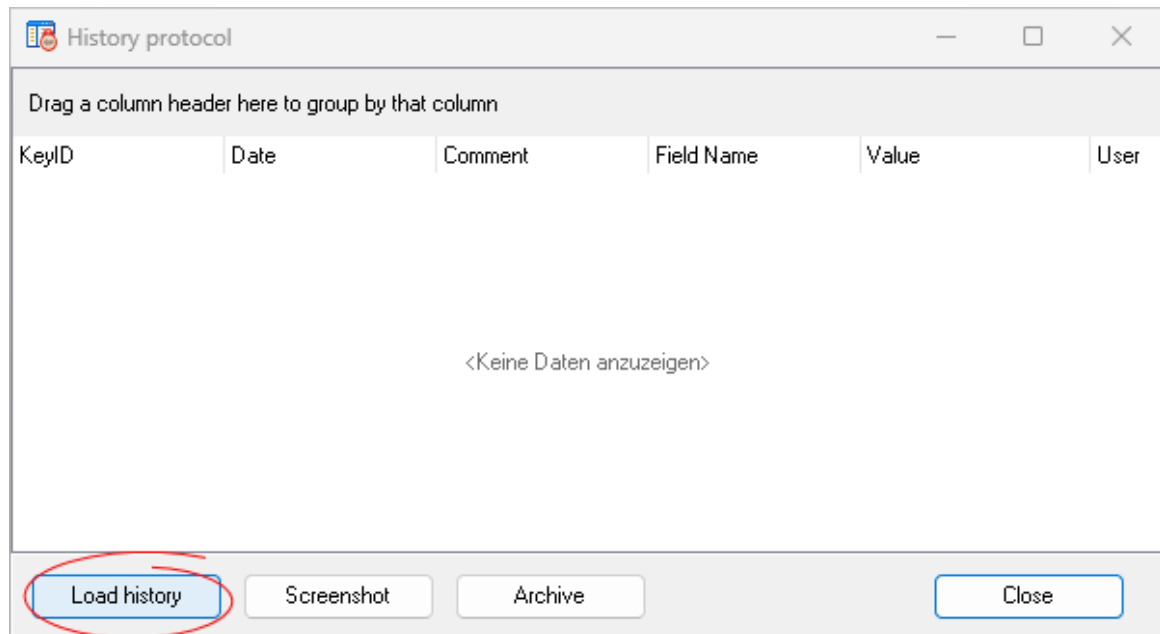 History protocol
Drag a column header here to group by that column
KeyID Date Comment Field Name Value User
<Keine Daten anzuzeigen>
Load history Screenshot Archive Close